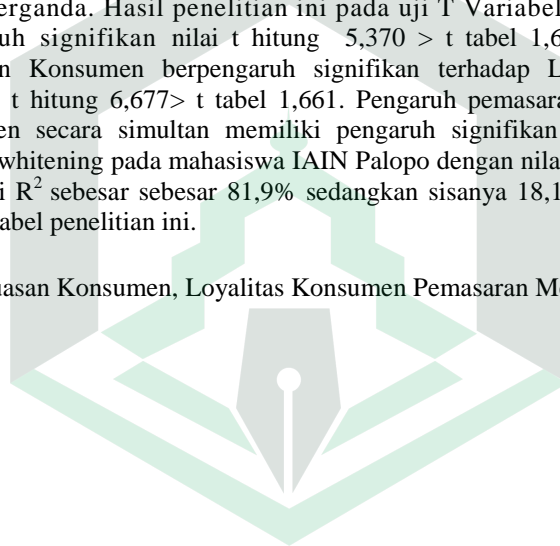 erganda. Hasil penelitian ini pada uji T Variabel
uh signifikan nilai t hitung 5,370 > t tabel 1,6
n Konsumen berpengaruh signifikan terhadap L
t hitung 6,677> t tabel 1,661. Pengaruh pemasara
en secara simultan memiliki pengaruh signifikan
whitening pada mahasiswa IAIN Palopo dengan nila
i R² sebesar sebesar 81,9% sedangkan sisanya 18,1
abel penelitian ini.
uasan Konsumen, Loyalitas Konsumen Pemasaran M